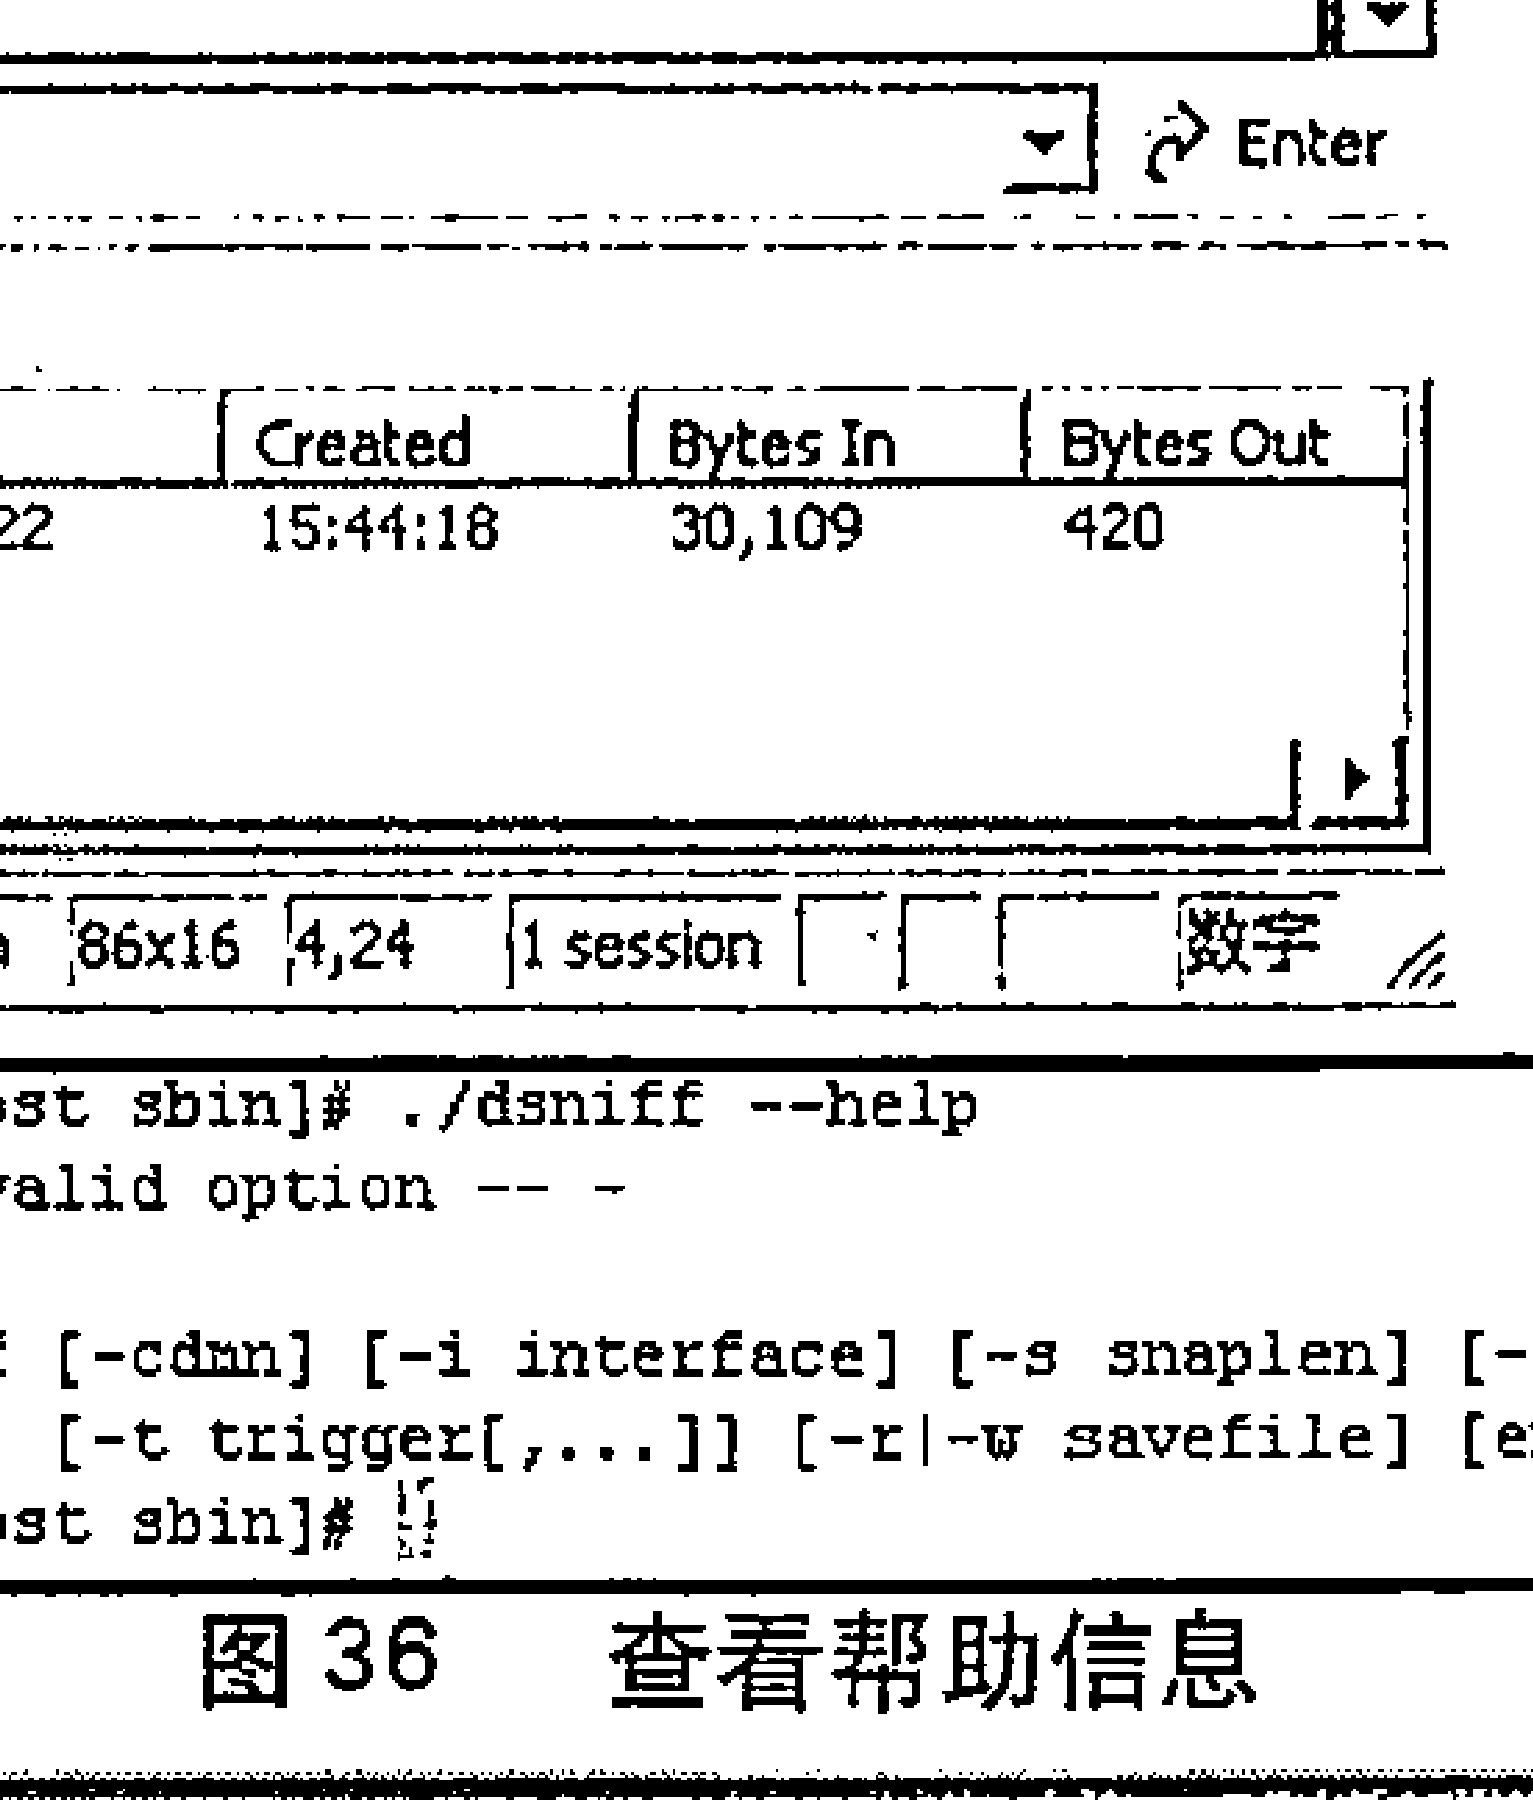 Enter
Created Bytes In Bytes Out
22 15:44:18 30,109 420
86x16 4,24 1 session 数字
st sbin]# ./dsniff --help
valid option -- -
[-cdmn] [-i interface] [-s snaplen] [-
[-t trigger[,...]] [-r|-w savefile] [e
st sbin]#
图 36 查看帮助信息